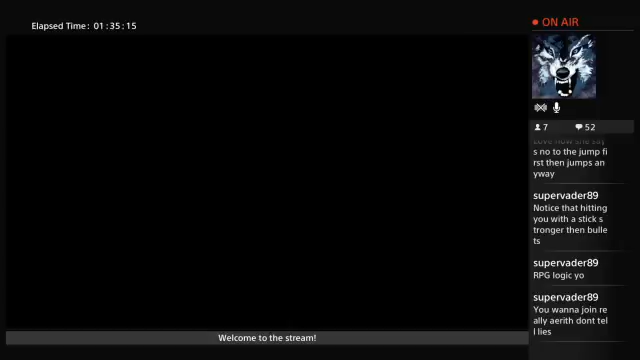 Elapsed Time: 01:35:15
ON AIR
7 52
s no to the jump fi
rst then jumps an
yway
supervader89
Notice that hitting
you with a stick s
tronger then bulle
ts
supervader89
RPG logic yo
supervader89
You wanna join re
ally aerith dont tel
l lies
Welcome to the stream!